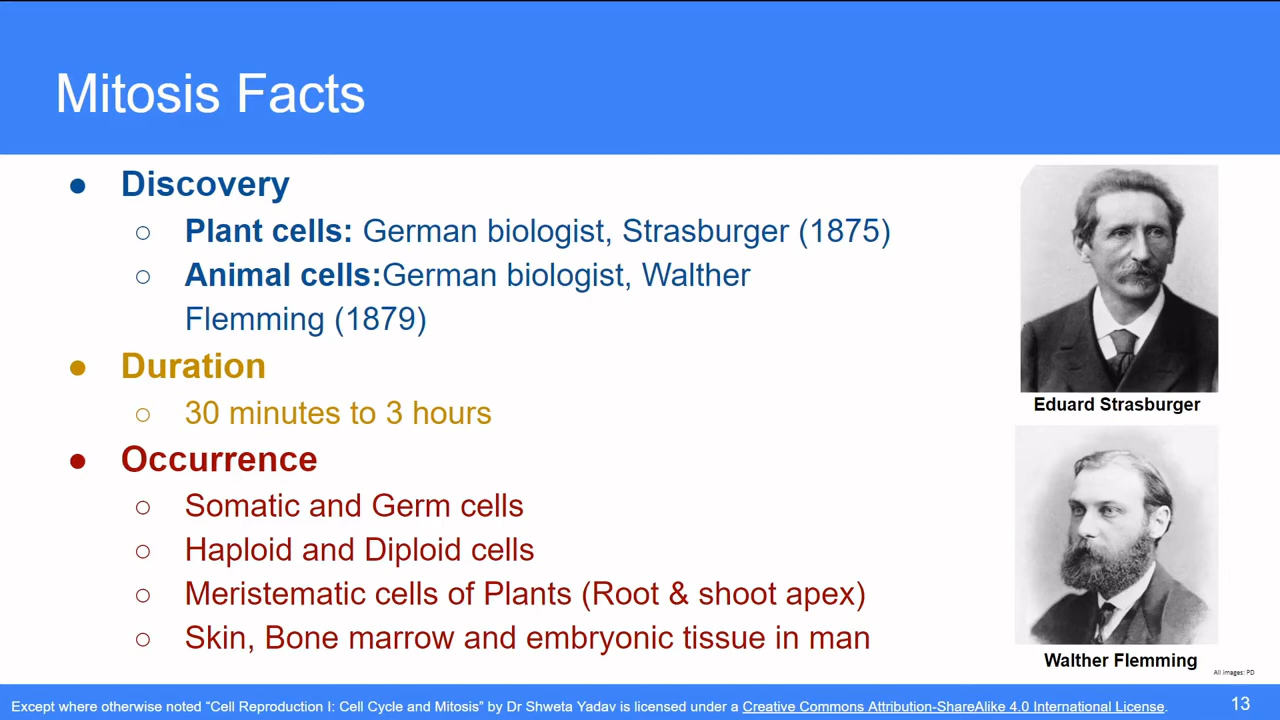 Mitosis Facts
● Discovery
○ Plant cells: German biologist, Strasburger (1875)
○ Animal cells:German biologist, Walther
Flemming (1879)
● Duration
○ 30 minutes to 3 hours
● Occurrence
○ Somatic and Germ cells
○ Haploid and Diploid cells
○ Meristematic cells of Plants (Root & shoot apex)
○ Skin, Bone marrow and embryonic tissue in man
Eduard Strasburger
Walther Flemming
All images: PD
Except where otherwise noted “Cell Reproduction I: Cell Cycle and Mitosis” by Dr Shweta Yadav is licensed under a Creative Commons Attribution-ShareAlike 4.0 International License.
13